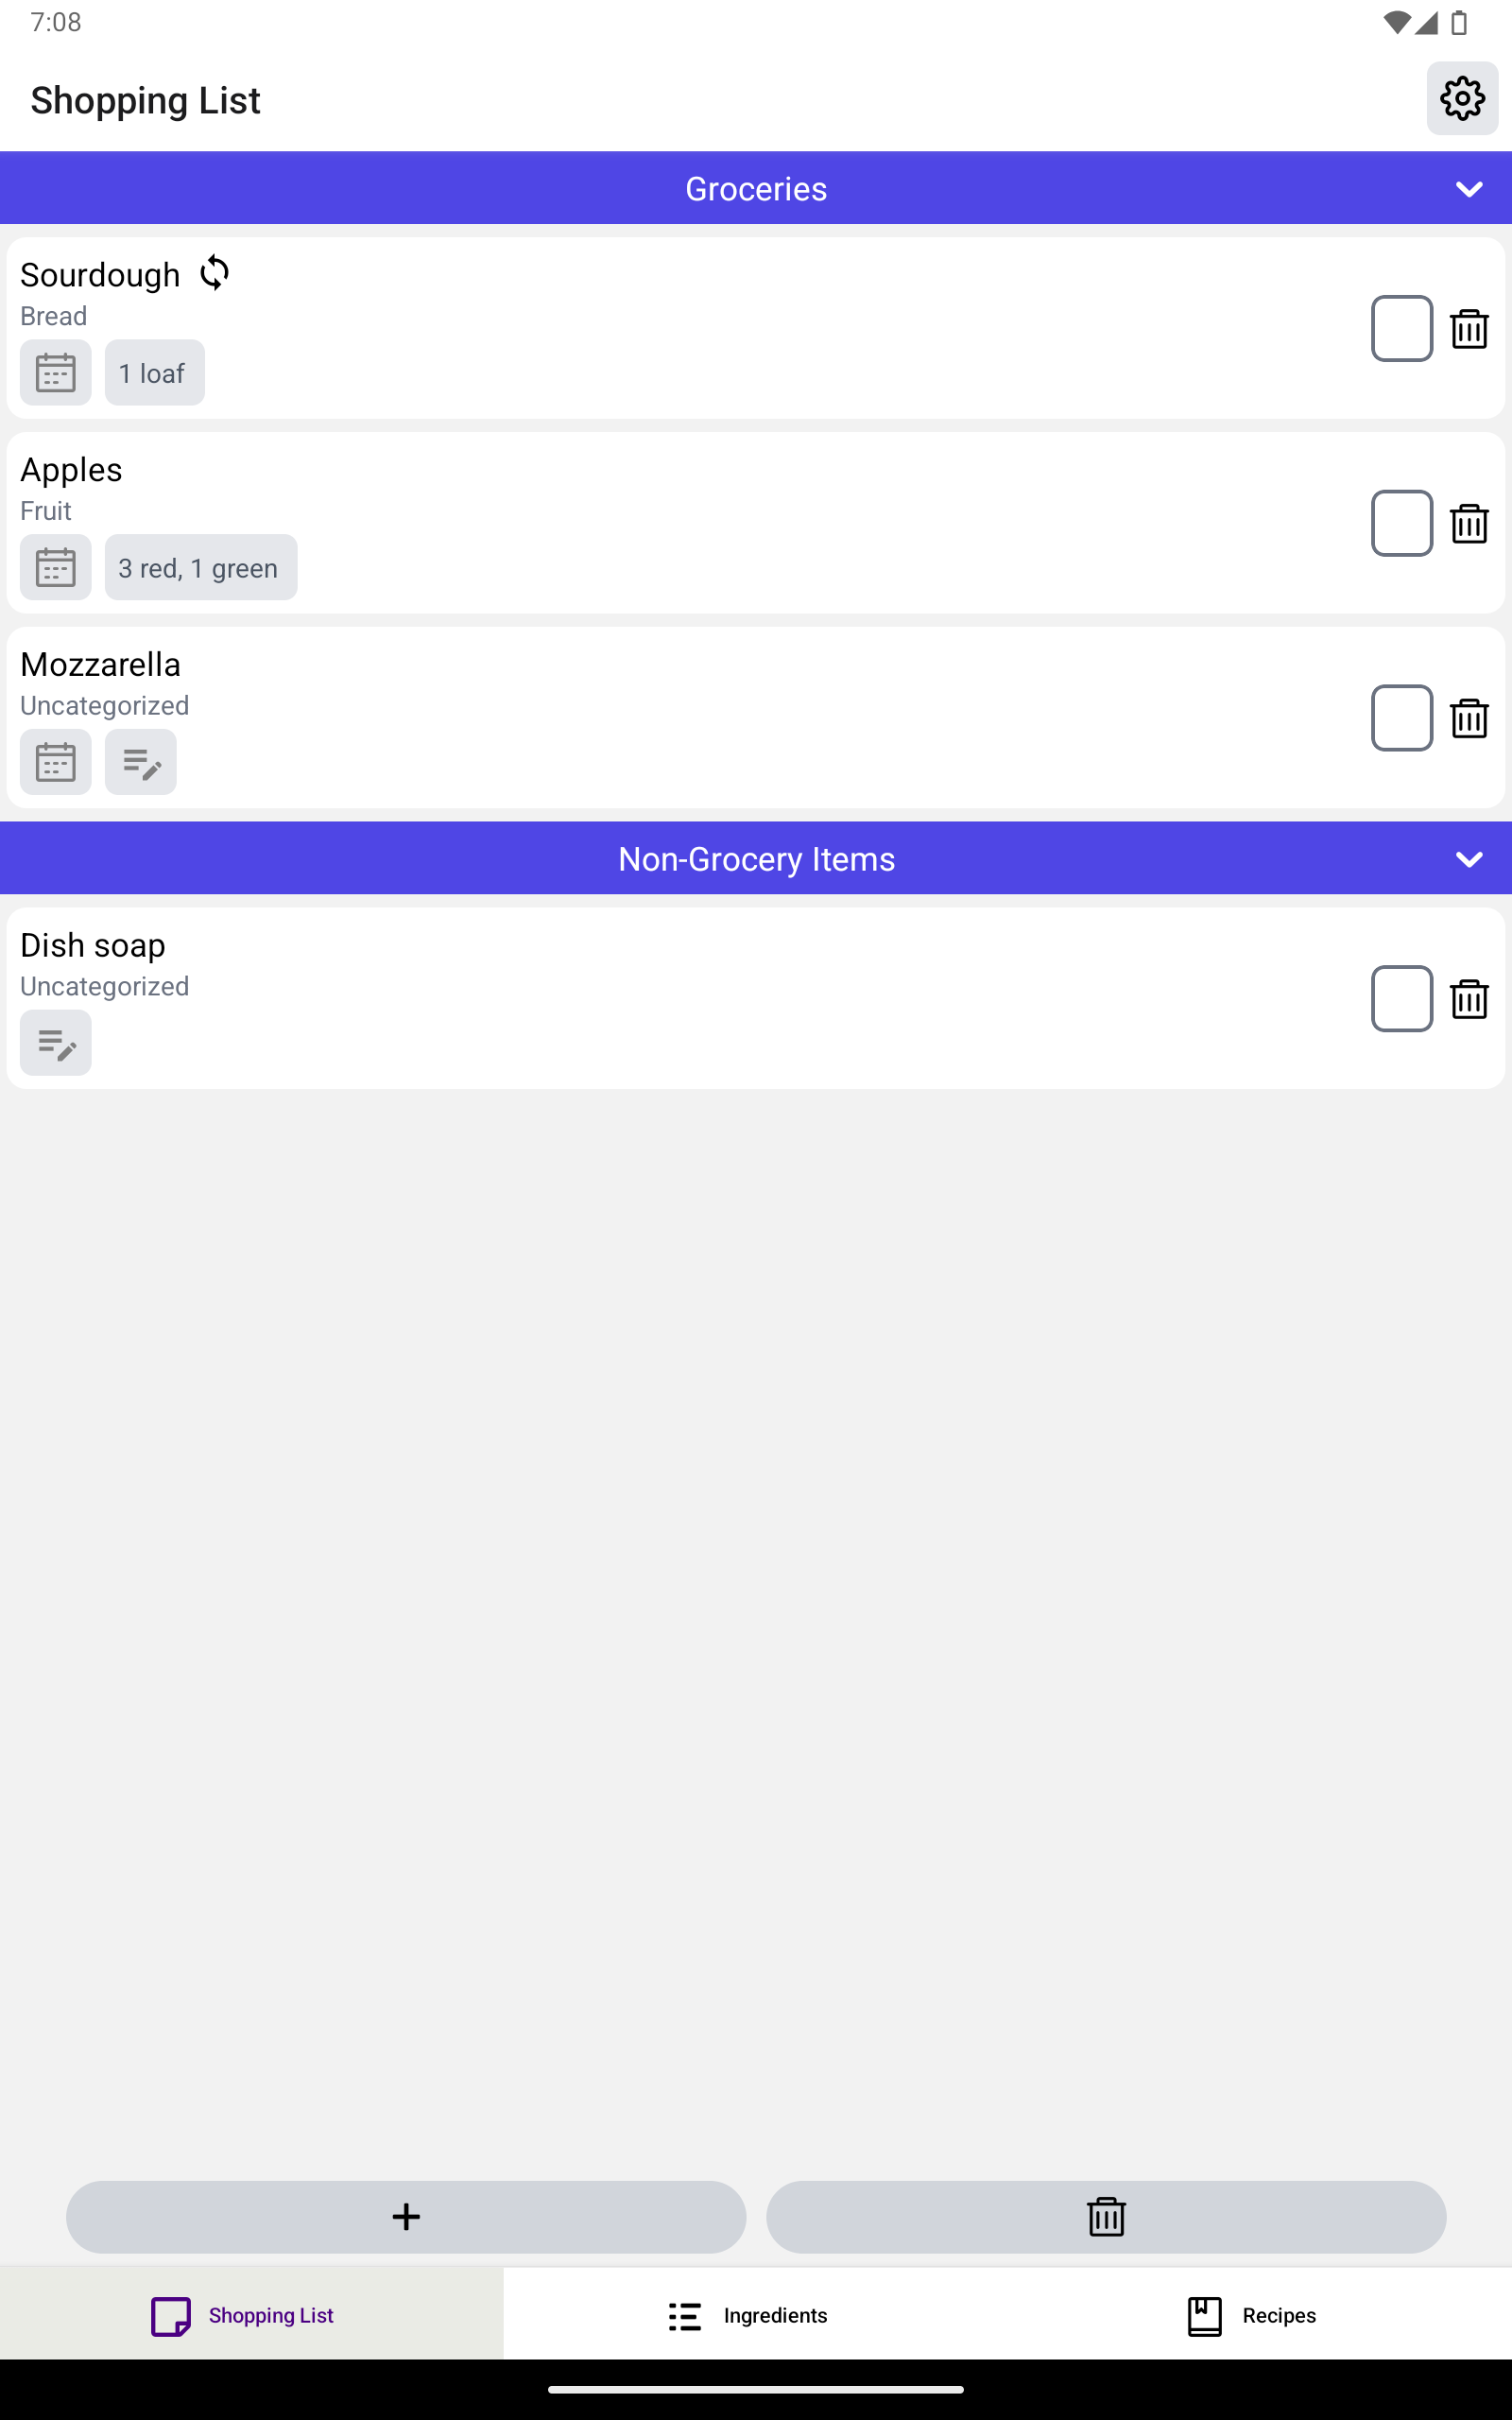 7:08
Shopping List
Groceries
Sourdough
Bread
1 loaf
Apples
Fruit
3 red, 1 green
Mozzarella
Uncategorized
Non-Grocery Items
Dish soap
Uncategorized
Shopping List
Ingredients
Recipes